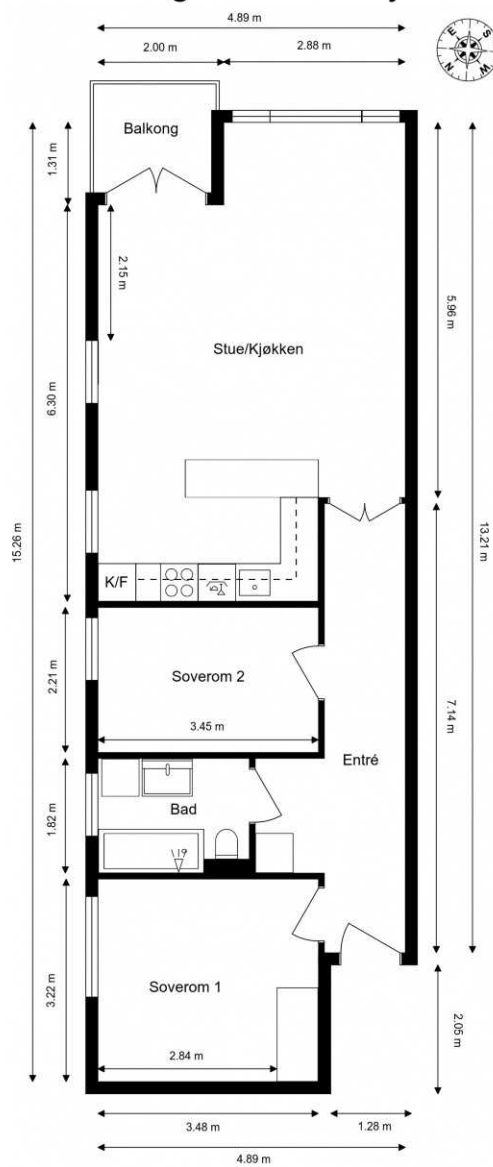 4.89 m
2.00 m
2.88 m
E
S
N
W
Balkong
1.31 m
2.15 m
5.96 m
Stue/Kjøkken
6.30 m
15.26 m
13.21 m
K/F
2.21 m
Soverom 2
3.45 m
7.14 m
Entré
1.82 m
Bad
3.22 m
Soverom 1
2.84 m
2.05 m
3.48 m
1.28 m
4.89 m